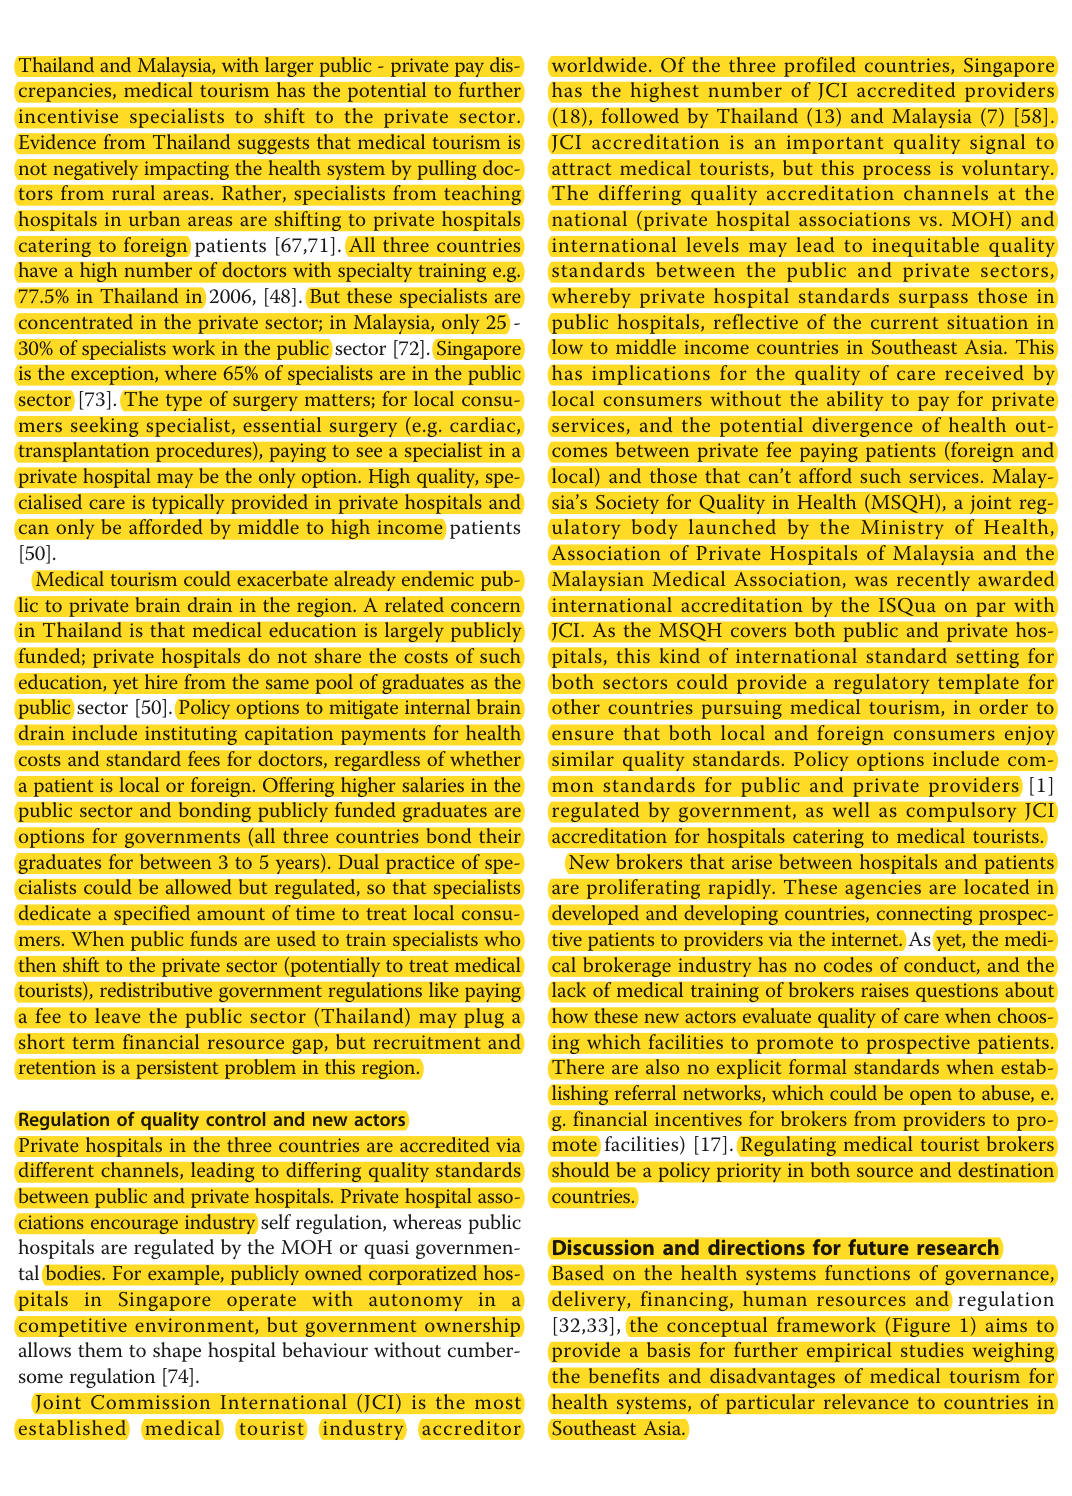 Thailand and Malaysia, with larger public - private pay dis-
crepancies, medical tourism has the potential to further
incentivise specialists to shift to the private sector.
Evidence from Thailand suggests that medical tourism is
not negatively impacting the health system by pulling doc-
tors from rural areas. Rather, specialists from teaching
hospitals in urban areas are shifting to private hospitals
catering to foreign patients [67,71]. All three countries
have a high number of doctors with specialty training e.g.
77.5% in Thailand in 2006, [48]. But these specialists are
concentrated in the private sector; in Malaysia, only 25 -
30% of specialists work in the public sector [72]. Singapore
is the exception, where 65% of specialists are in the public
sector [73]. The type of surgery matters; for local consu-
mers seeking specialist, essential surgery (e.g. cardiac,
transplantation procedures), paying to see a specialist in a
private hospital may be the only option. High quality, spe-
cialised care is typically provided in private hospitals and
can only be afforded by middle to high income patients
[50].
Medical tourism could exacerbate already endemic pub-
lic to private brain drain in the region. A related concern
in Thailand is that medical education is largely publicly
funded; private hospitals do not share the costs of such
education, yet hire from the same pool of graduates as the
public sector [50]. Policy options to mitigate internal brain
drain include instituting capitation payments for health
costs and standard fees for doctors, regardless of whether
a patient is local or foreign. Offering higher salaries in the
public sector and bonding publicly funded graduates are
options for governments (all three countries bond their
graduates for between 3 to 5 years). Dual practice of spe-
cialists could be allowed but regulated, so that specialists
dedicate a specified amount of time to treat local consu-
mers. When public funds are used to train specialists who
then shift to the private sector (potentially to treat medical
tourists), redistributive government regulations like paying
a fee to leave the public sector (Thailand) may plug a
short term financial resource gap, but recruitment and
retention is a persistent problem in this region.
Regulation of quality control and new actors
Private hospitals in the three countries are accredited via
different channels, leading to differing quality standards
between public and private hospitals. Private hospital asso-
ciations encourage industry self regulation, whereas public
hospitals are regulated by the MOH or quasi governmen-
tal bodies. For example, publicly owned corporatized hos-
pitals in Singapore operate with autonomy in a
competitive environment, but government ownership
allows them to shape hospital behaviour without cumber-
some regulation [74].
Joint Commission International (JCI) is the most
established medical tourist industry accreditor
worldwide. Of the three profiled countries, Singapore
has the highest number of JCI accredited providers
(18), followed by Thailand (13) and Malaysia (7) [58].
JCI accreditation is an important quality signal to
attract medical tourists, but this process is voluntary.
The differing quality accreditation channels at the
national (private hospital associations vs. MOH) and
international levels may lead to inequitable quality
standards between the public and private sectors,
whereby private hospital standards surpass those in
public hospitals, reflective of the current situation in
low to middle income countries in Southeast Asia. This
has implications for the quality of care received by
local consumers without the ability to pay for private
services, and the potential divergence of health out-
comes between private fee paying patients (foreign and
local) and those that can't afford such services. Malay-
sia's Society for Quality in Health (MSQH), a joint reg-
ulatory body launched by the Ministry of Health,
Association of Private Hospitals of Malaysia and the
Malaysian Medical Association, was recently awarded
international accreditation by the ISQua on par with
JCI. As the MSQH covers both public and private hos-
pitals, this kind of international standard setting for
both sectors could provide a regulatory template for
other countries pursuing medical tourism, in order to
ensure that both local and foreign consumers enjoy
similar quality standards. Policy options include com-
mon standards for public and private providers [1]
regulated by government, as well as compulsory JCI
accreditation for hospitals catering to medical tourists.
New brokers that arise between hospitals and patients
are proliferating rapidly. These agencies are located in
developed and developing countries, connecting prospec-
tive patients to providers via the internet. As yet, the medi-
cal brokerage industry has no codes of conduct, and the
lack of medical training of brokers raises questions about
how these new actors evaluate quality of care when choos-
ing which facilities to promote to prospective patients.
There are also no explicit formal standards when estab-
lishing referral networks, which could be open to abuse, e.
g. financial incentives for brokers from providers to pro-
mote facilities) [17]. Regulating medical tourist brokers
should be a policy priority in both source and destination
countries.
Discussion and directions for future research
Based on the health systems functions of governance,
delivery, financing, human resources and regulation
[32,33], the conceptual framework (Figure 1) aims to
provide a basis for further empirical studies weighing
the benefits and disadvantages of medical tourism for
health systems, of particular relevance to countries in
Southeast Asia.